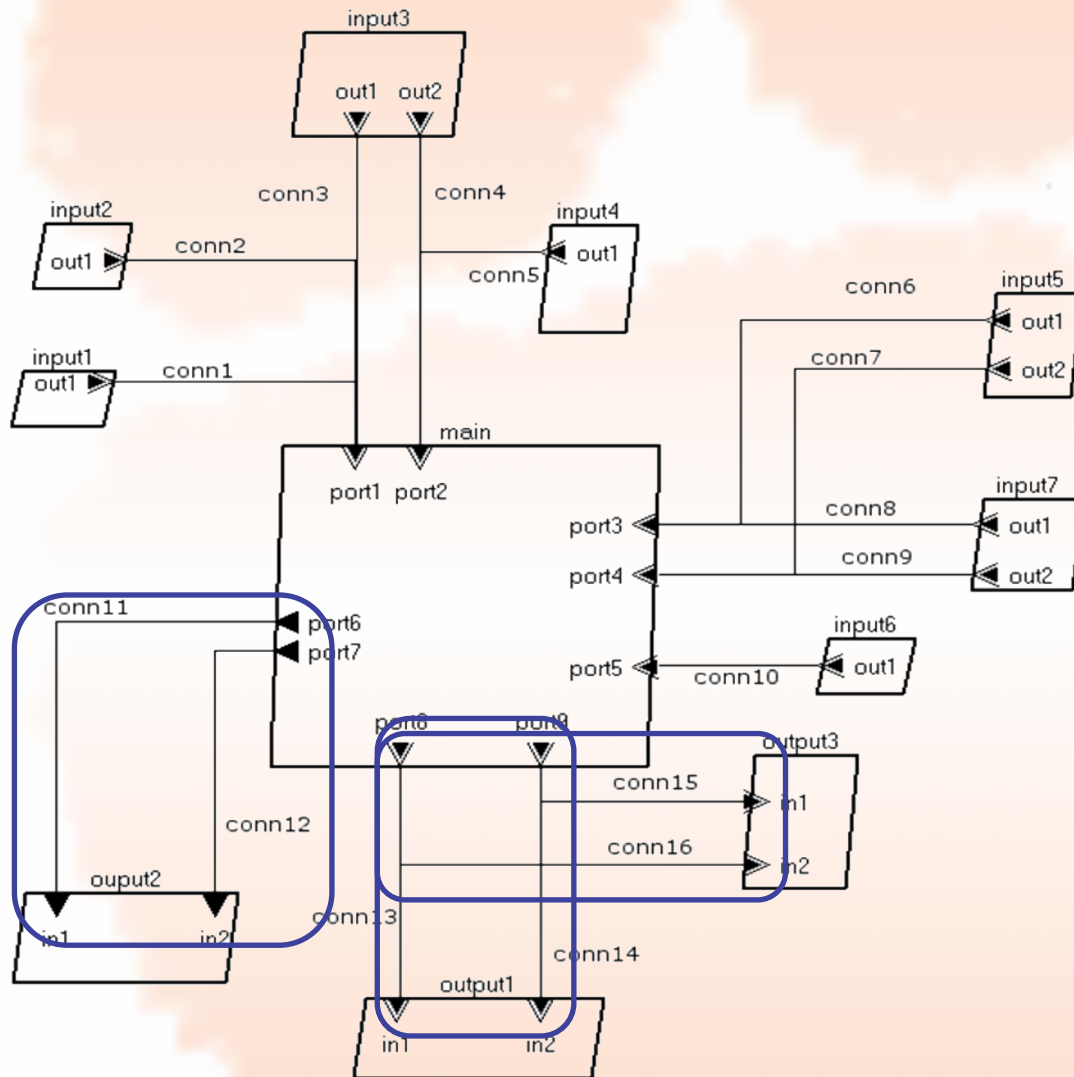 input3
out1 out2
conn3 conn4
input2 input4
out1 conn2 out1
conn5
input5
conn6
out1
input1 conn7
out1 conn1 out2
main
port1 port2 input7
port3 conn8 out1
port4 conn9 out2
conn11
port6 input6
port7
port5 conn10 out1
port8 port9
output3
conn15 in1
conn12
conn16 in2
ouput2
conn13
in1 in2
conn14
output1
in1 in2